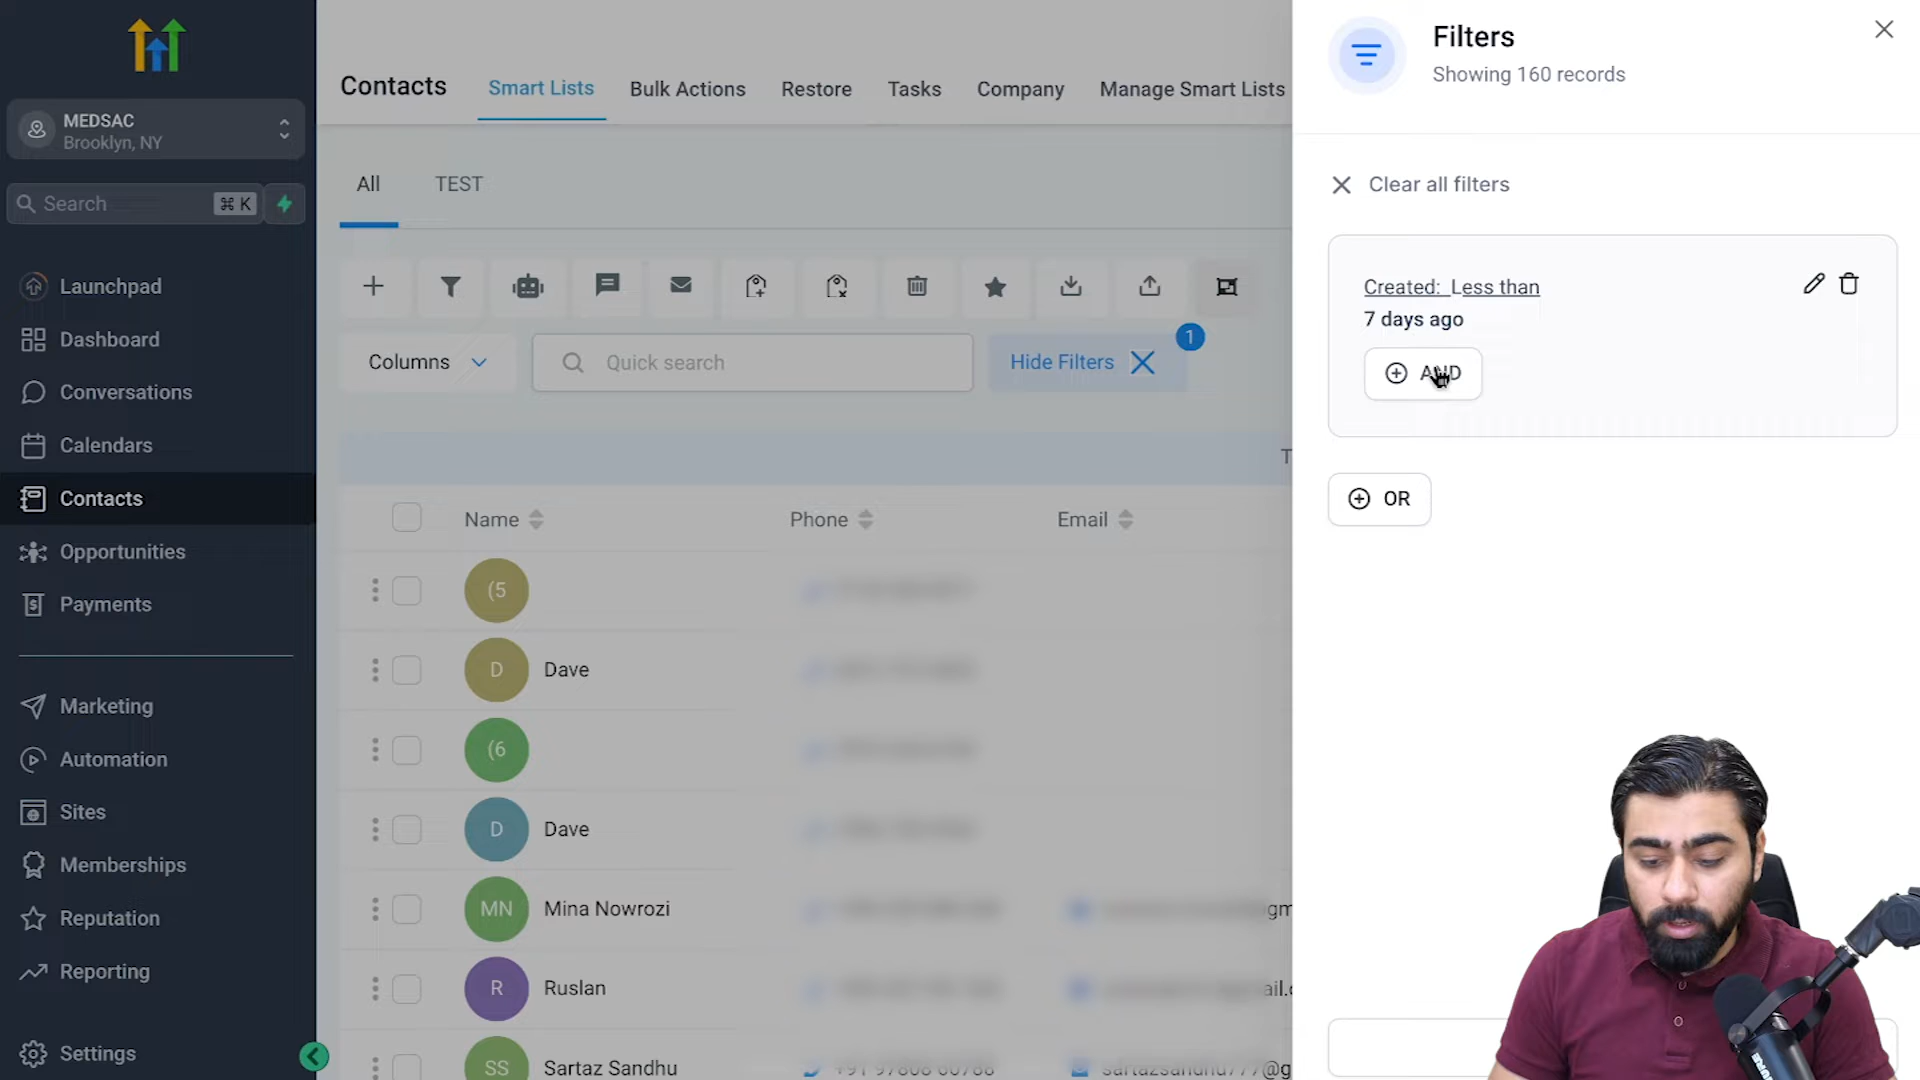 MEDSAC
Brooklyn, NY
Search
⌘ K
Launchpad
Dashboard
Conversations
Calendars
Contacts
Opportunities
Payments
Marketing
Automation
Sites
Memberships
Reputation
Reporting
Settings
Contacts
Smart Lists
Bulk Actions
Restore
Tasks
Company
Manage Smart Lists
All
TEST
Columns
Quick search
Hide Filters
1
T
Name
Phone
Email
(5
D
Dave
(6
D
Dave
MN
Mina Nowrozi
R
Ruslan
SS
Sartaz Sandhu
Filters
Showing 160 records
Clear all filters
Created: Less than
7 days ago
AND
OR